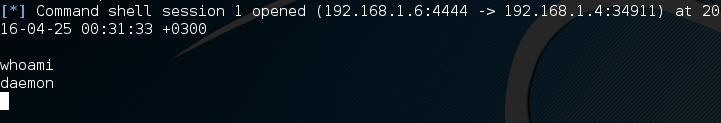 [*] Command shell session 1 opened (192.168.1.6:4444 -> 192.168.1.4:34911) at 20
16-04-25 00:31:33 +0300
whoami
daemon